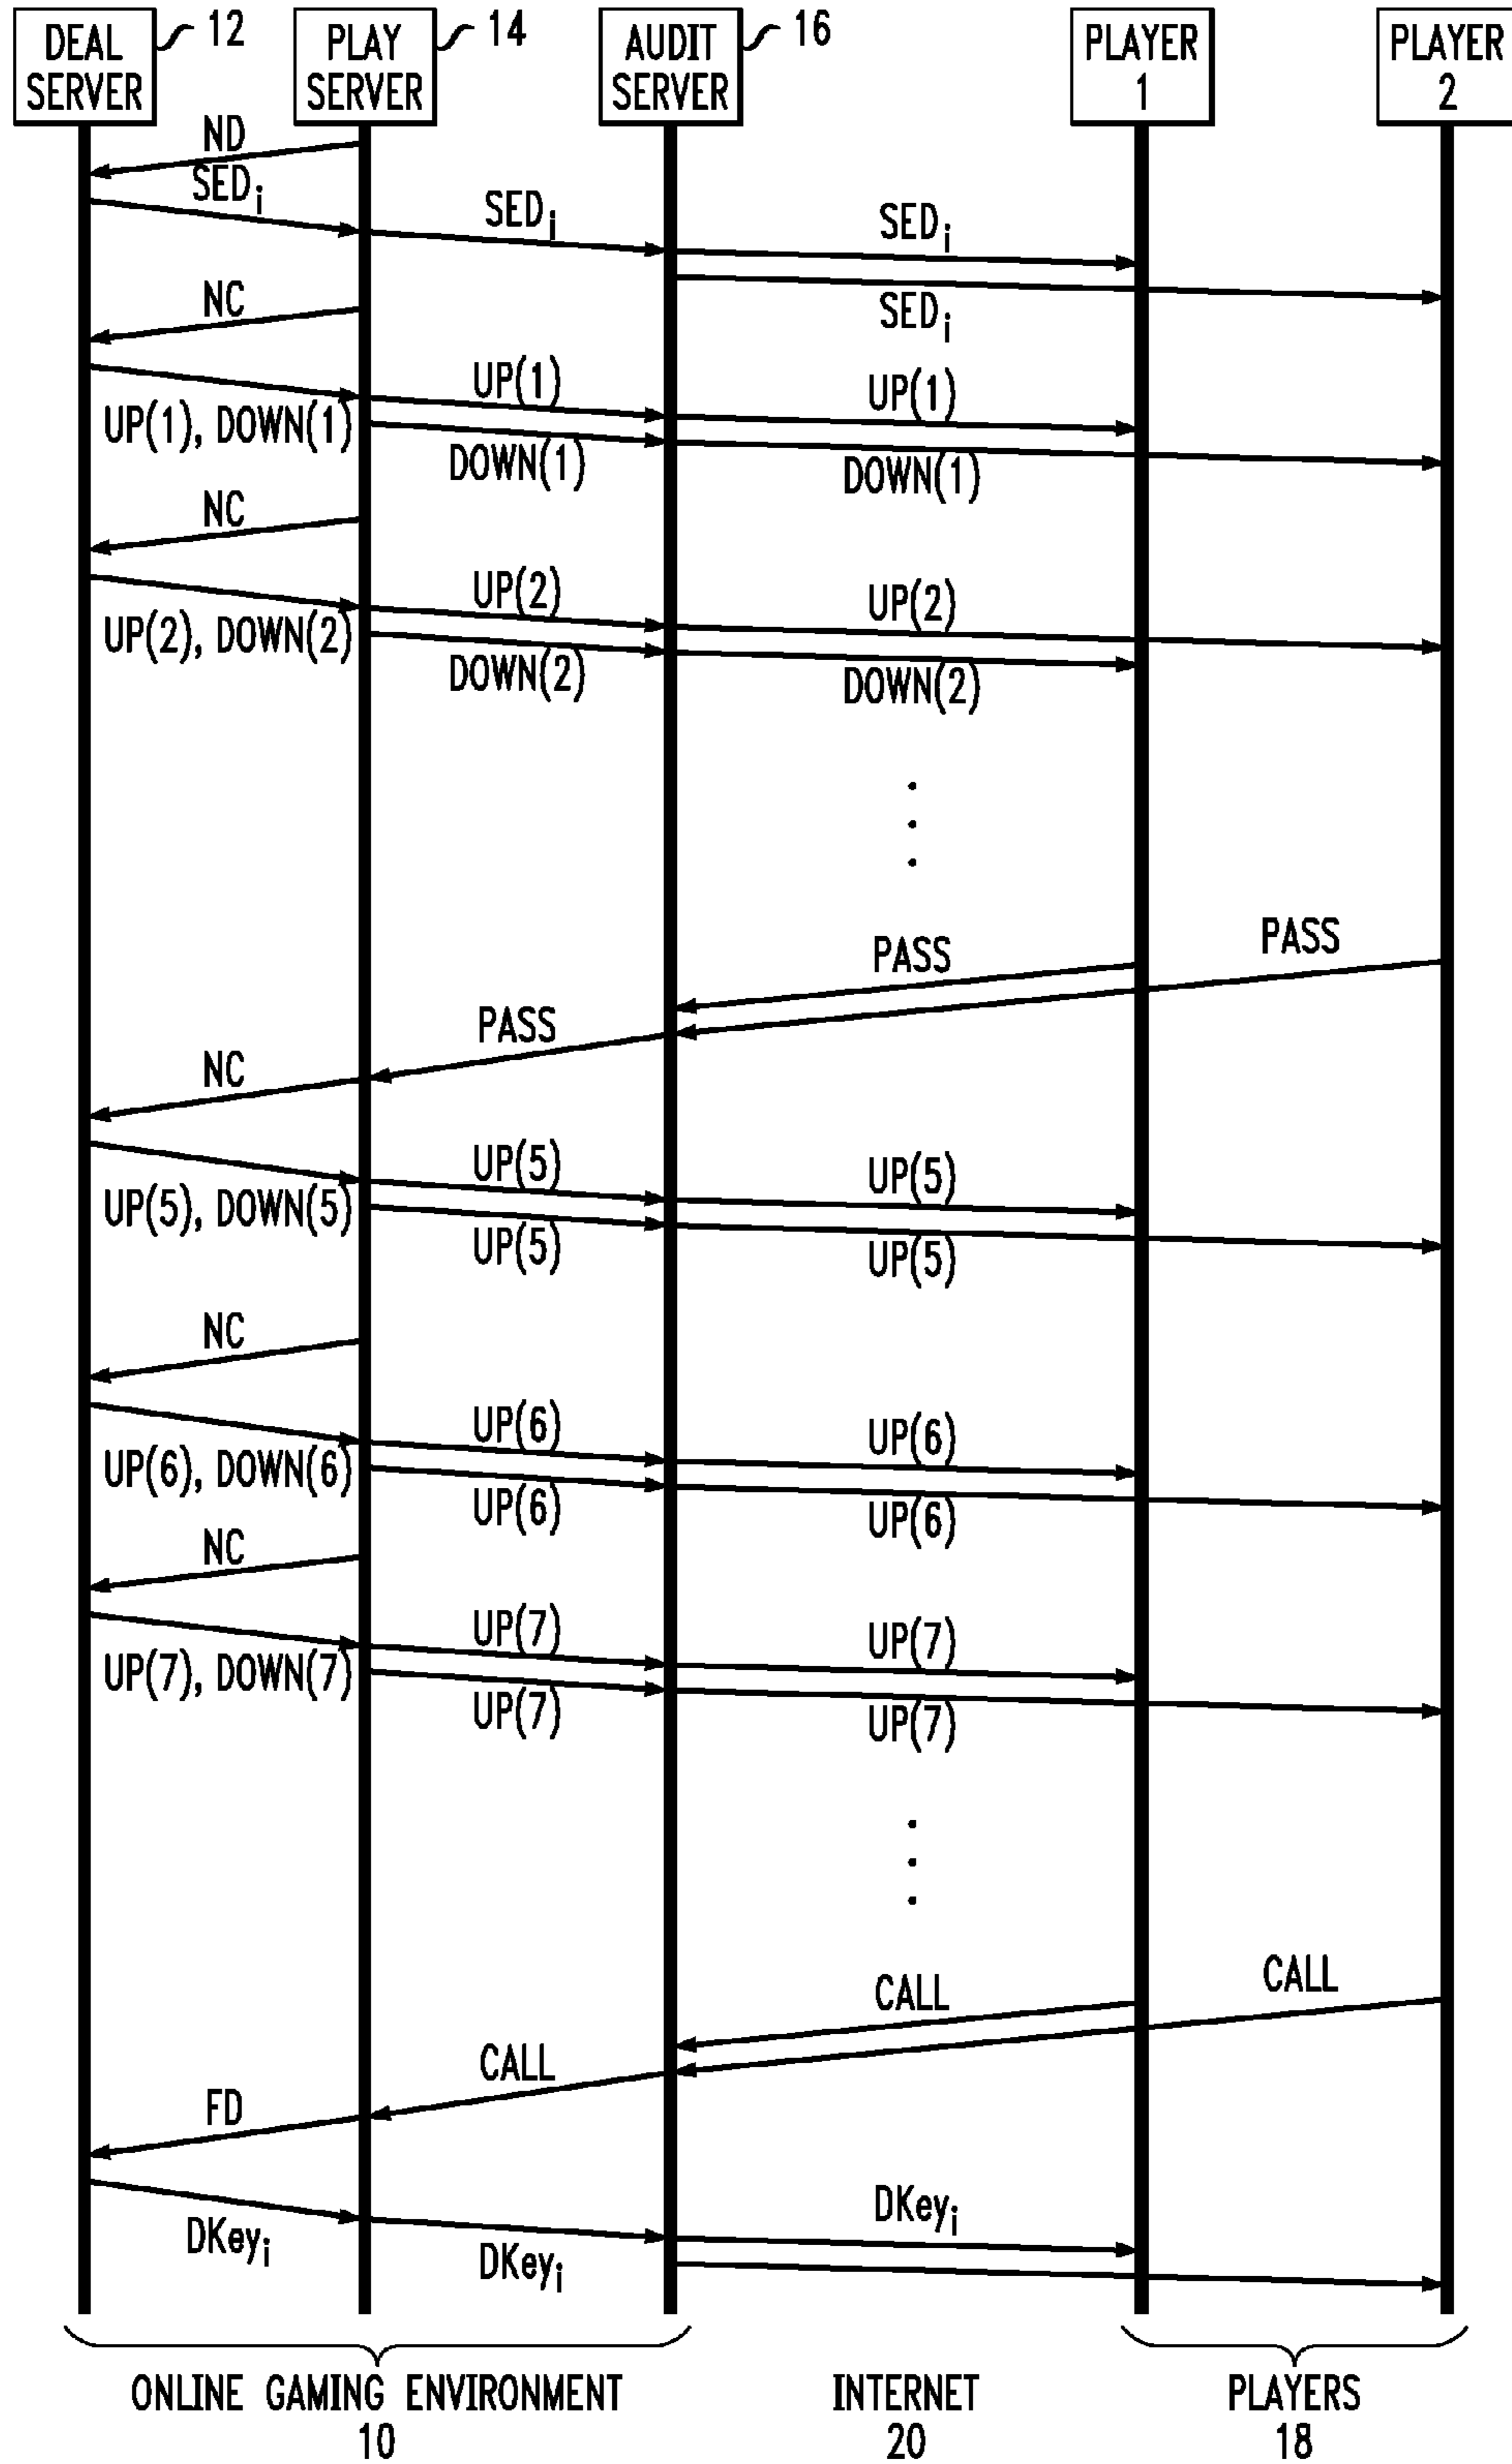 DEAL
SERVER
12
PLAY
SERVER
14
AUDIT
SERVER
16
PLAYER
1
PLAYER
2
ND
SEDi
SEDi
SEDi
SEDi
NC
UP(1), DOWN(1)
UP(1)
DOWN(1)
UP(1)
DOWN(1)
NC
UP(2), DOWN(2)
UP(2)
DOWN(2)
UP(2)
DOWN(2)
PASS
PASS
PASS
NC
UP(5), DOWN(5)
UP(5)
UP(5)
UP(5)
UP(5)
NC
UP(6), DOWN(6)
UP(6)
UP(6)
UP(6)
UP(6)
NC
UP(7), DOWN(7)
UP(7)
UP(7)
UP(7)
UP(7)
CALL
CALL
CALL
FD
DKeyi
DKeyi
DKeyi
ONLINE GAMING ENVIRONMENT
10
INTERNET
20
PLAYERS
18